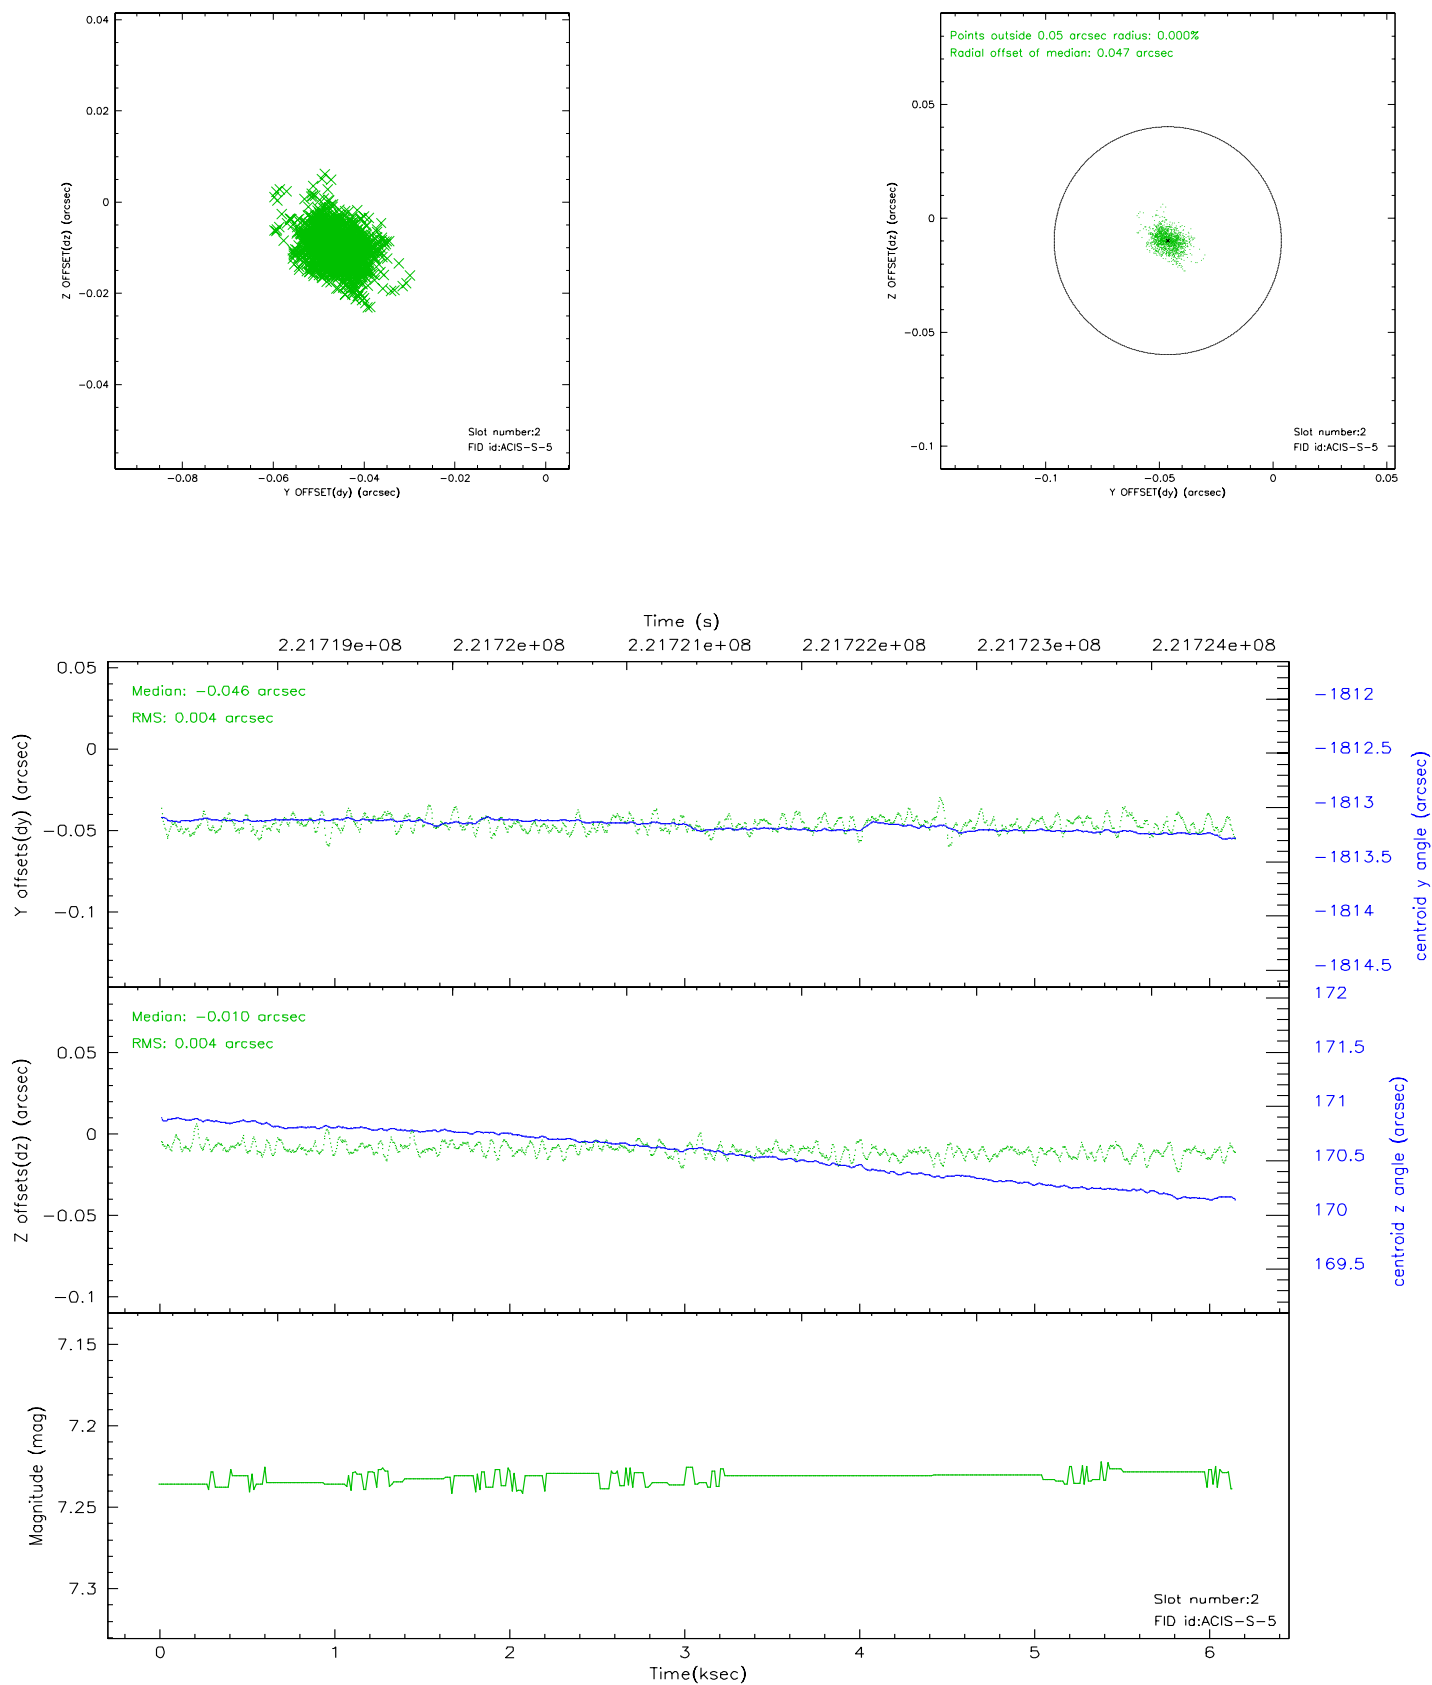 0.04
0.02
0
-0.02
-0.04
Z OFFSET(dz) (arcsec)
Slot number:2
FID id:ACIS-S-5
-0.08 -0.06 -0.04 -0.02 0
Y OFFSET(dy) (arcsec)
Points outside 0.05 arcsec radius: 0.000%
Radial offset of median: 0.047 arcsec
0.05
0
-0.05
-0.1
Z OFFSET(dz) (arcsec)
Slot number:2
FID id:ACIS-S-5
-0.1 -0.05 0 0.05
Y OFFSET(dy) (arcsec)
Time (s)
2.21719e+08 2.2172e+08 2.21721e+08 2.21722e+08 2.21723e+08 2.21724e+08
Median: -0.046 arcsec
RMS: 0.004 arcsec
0.05
0
-0.05
-0.1
Y offsets(dy) (arcsec)
-1812
-1812.5
-1813
-1813.5
-1814
-1814.5
centroid y angle (arcsec)
Median: -0.010 arcsec
RMS: 0.004 arcsec
0.05
0
-0.05
-0.1
Z offsets(dz) (arcsec)
172
171.5
171
170.5
170
169.5
centroid z angle (arcsec)
7.15
7.2
7.25
7.3
Magnitude (mag)
Slot number:2
FID id:ACIS-S-5
0 1 2 3 4 5 6
Time(ksec)